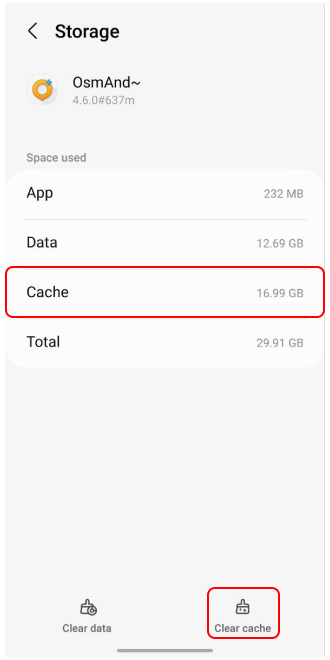 Storage
OsmAnd~
4.6.0#637m
Space used
App 232 MB
Data 12.69 GB
Cache 16.99 GB
Total 29.91 GB
Clear data Clear cache